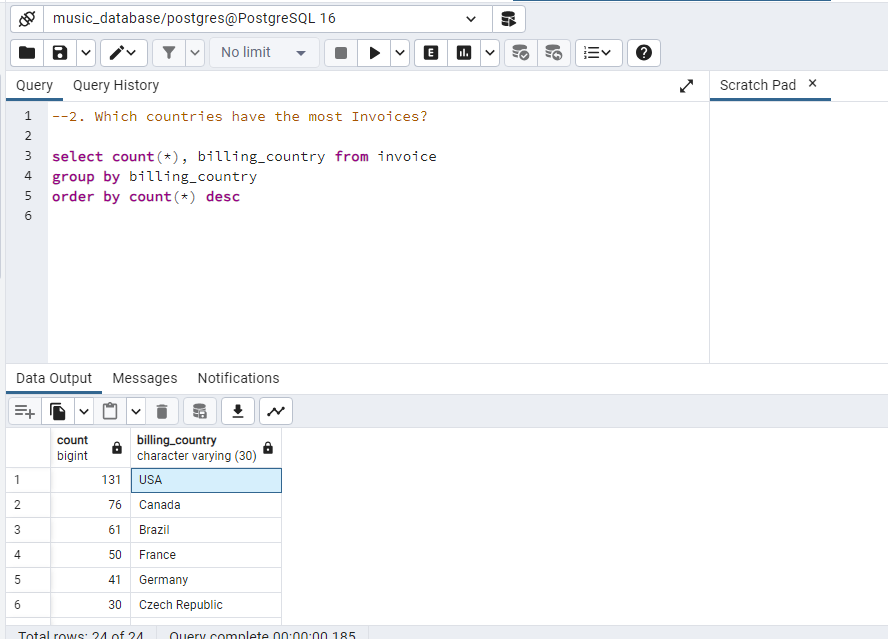 music_database/postgres@PostgreSQL 16
No limit
E
Query Query History
Scratch Pad
1 --2. Which countries have the most Invoices?
2
3 select count(*), billing_country from invoice
4 group by billing_country
5 order by count(*) desc
6
Data Output Messages Notifications
count billing_country
bigint character varying (30)
1 131 USA
2 76 Canada
3 61 Brazil
4 50 France
5 41 Germany
6 30 Czech Republic
Total rows: 24 of 24 Query complete 00:00:00.185